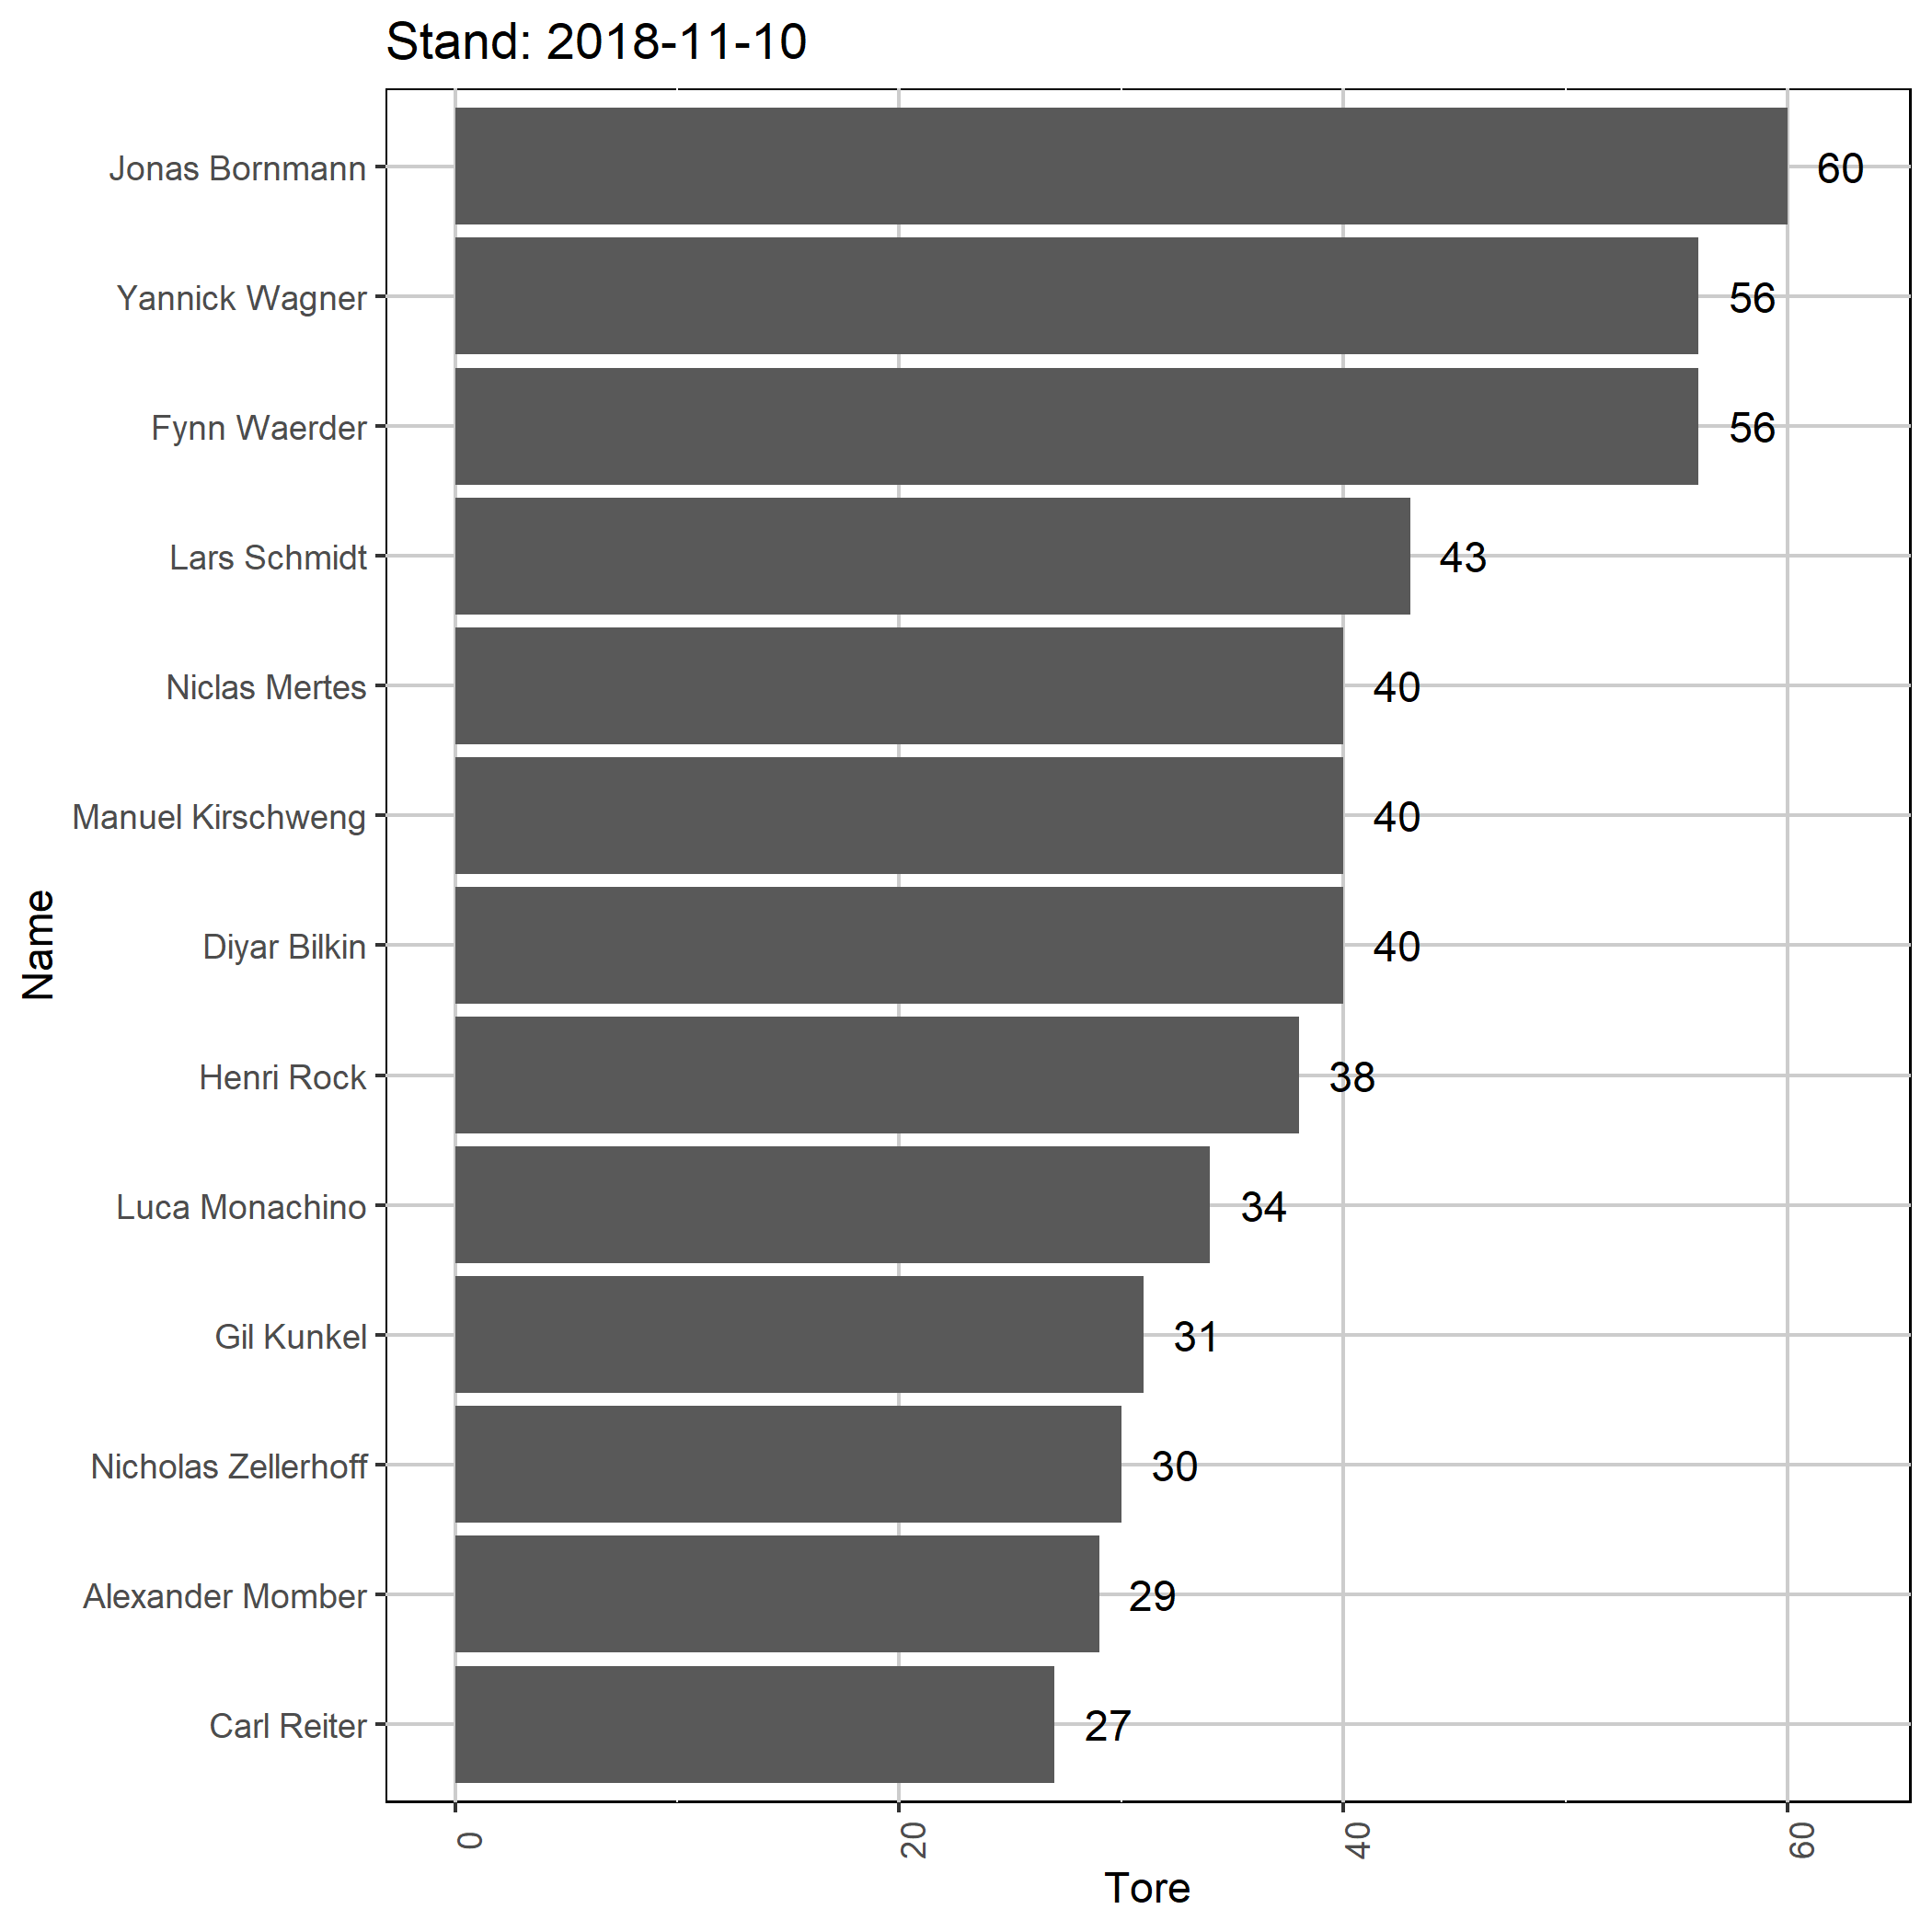 Stand: 2018-11-10
Jonas Bornmann 60
Yannick Wagner 56
Fynn Waerder 56
Lars Schmidt 43
Niclas Mertes 40
Manuel Kirschweng 40
Diyar Bilkin 40
Henri Rock 38
Luca Monachino 34
Gil Kunkel 31
Nicholas Zellerhoff 30
Alexander Momber 29
Carl Reiter 27
Name
0 20 40 60
Tore